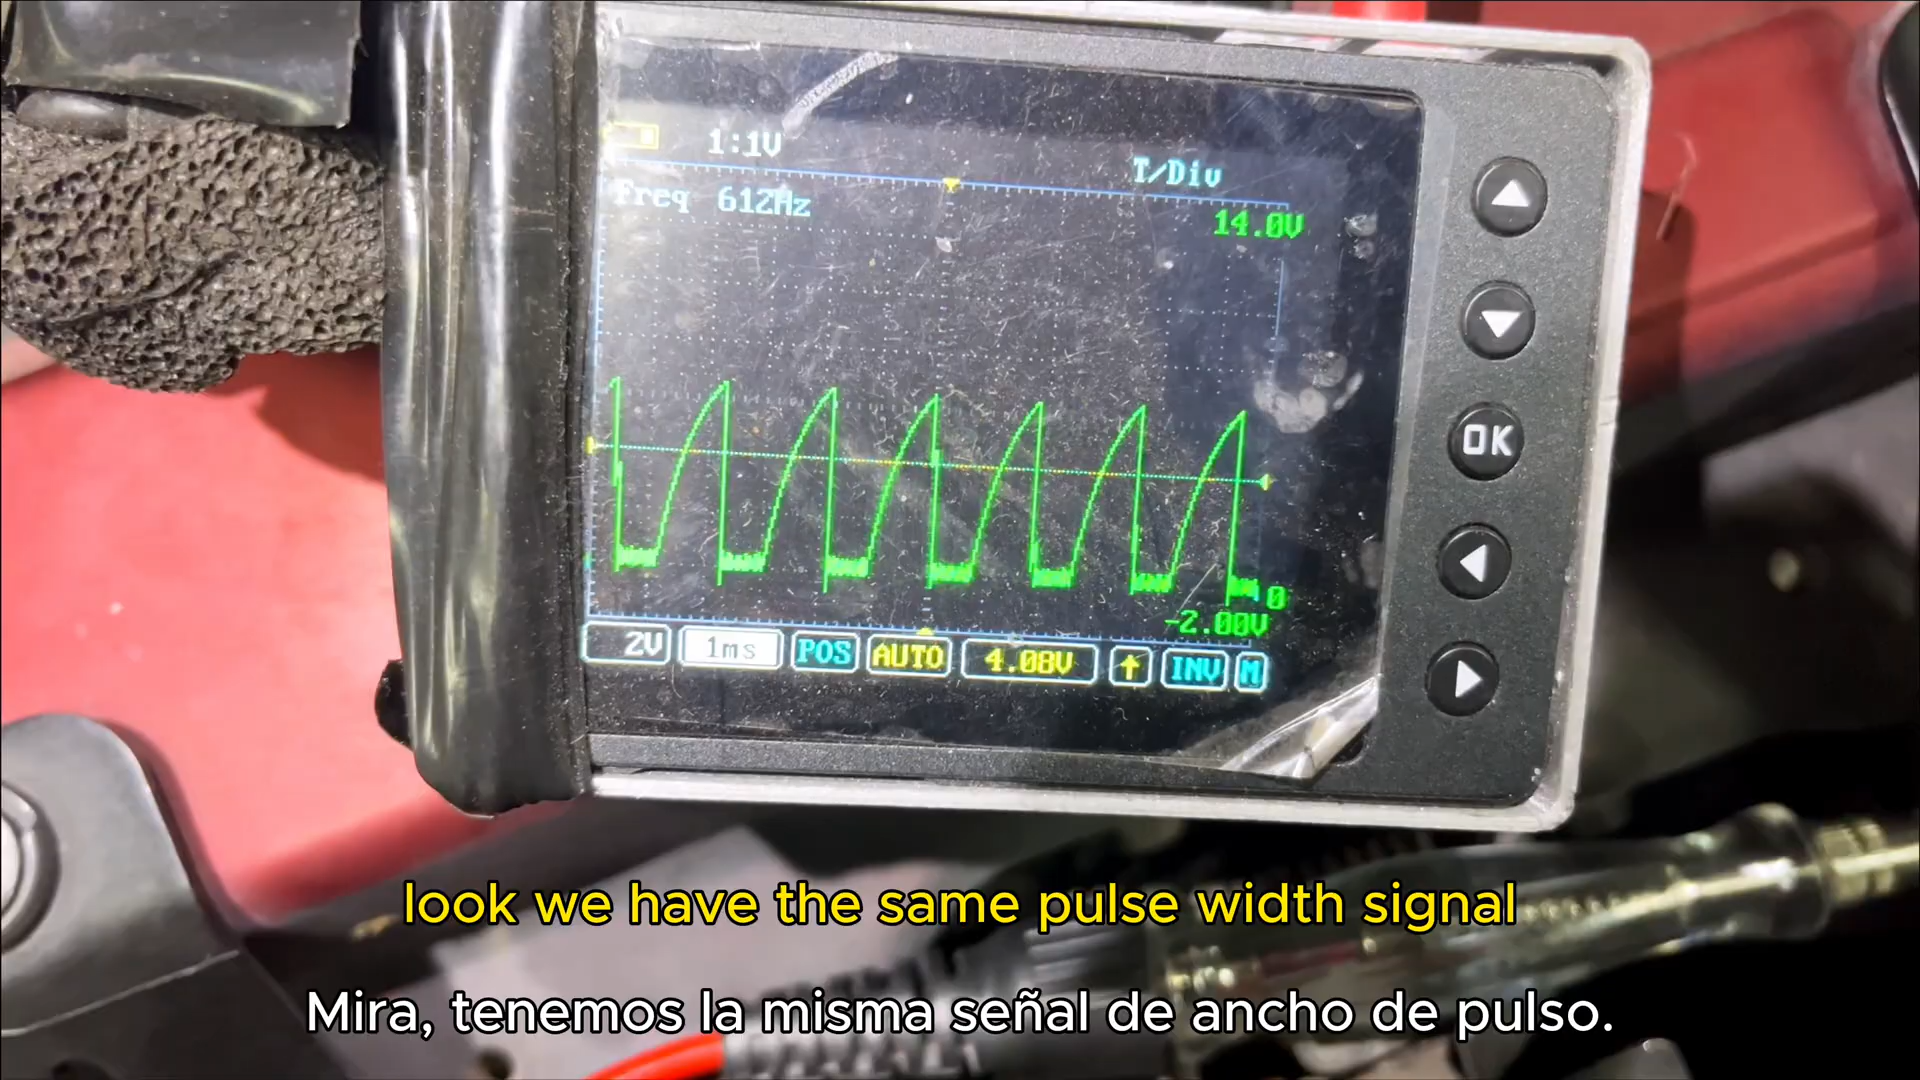 1:1V
T/Div
Freq 612Hz
14.0V
OK
0
-2.00V
2V 1ms POS AUTO 4.08V ↑ INV M
look we have the same pulse width signal
Mira, tenemos la misma señal de ancho de pulso.